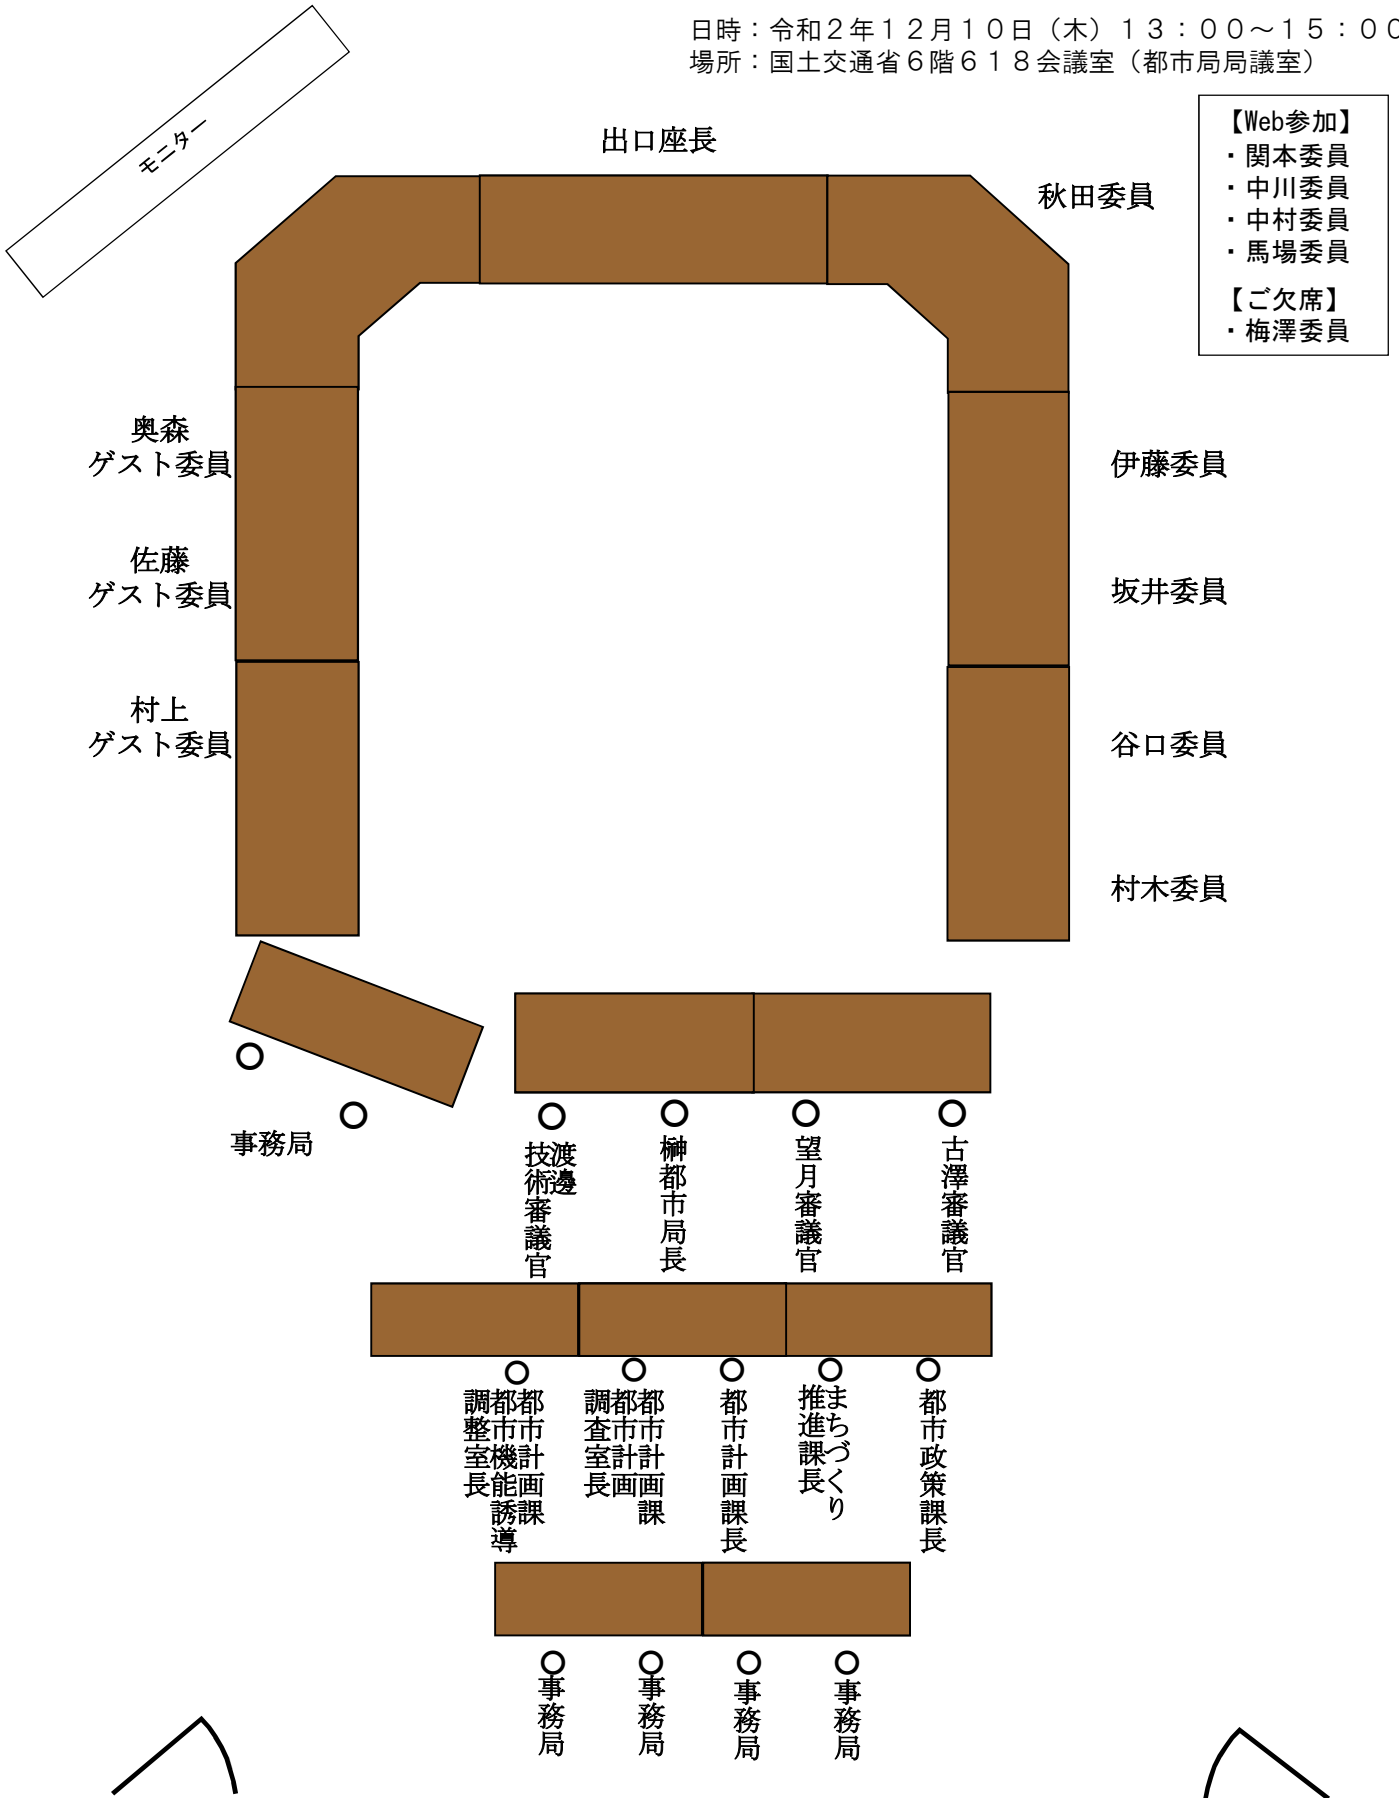 日時：令和２年１２月１０日（木）１３：００～１５：００
場所：国土交通省６階６１８会議室（都市局局議室）
モニター
出口座長
秋田委員
【Web参加】
・関本委員
・中川委員
・中村委員
・馬場委員
【ご欠席】
・梅澤委員
奥森
ゲスト委員
佐藤
ゲスト委員
村上
ゲスト委員
伊藤委員
坂井委員
谷口委員
村木委員
事務局
渡邊
技術審議官
榊都市局長
望月審議官
古澤審議官
都市計画課
都市機能誘導
調整室長
都市計画課
都市計画
調査室長
都市計画課長
まちづくり
推進課長
都市政策課長
事務局
事務局
事務局
事務局